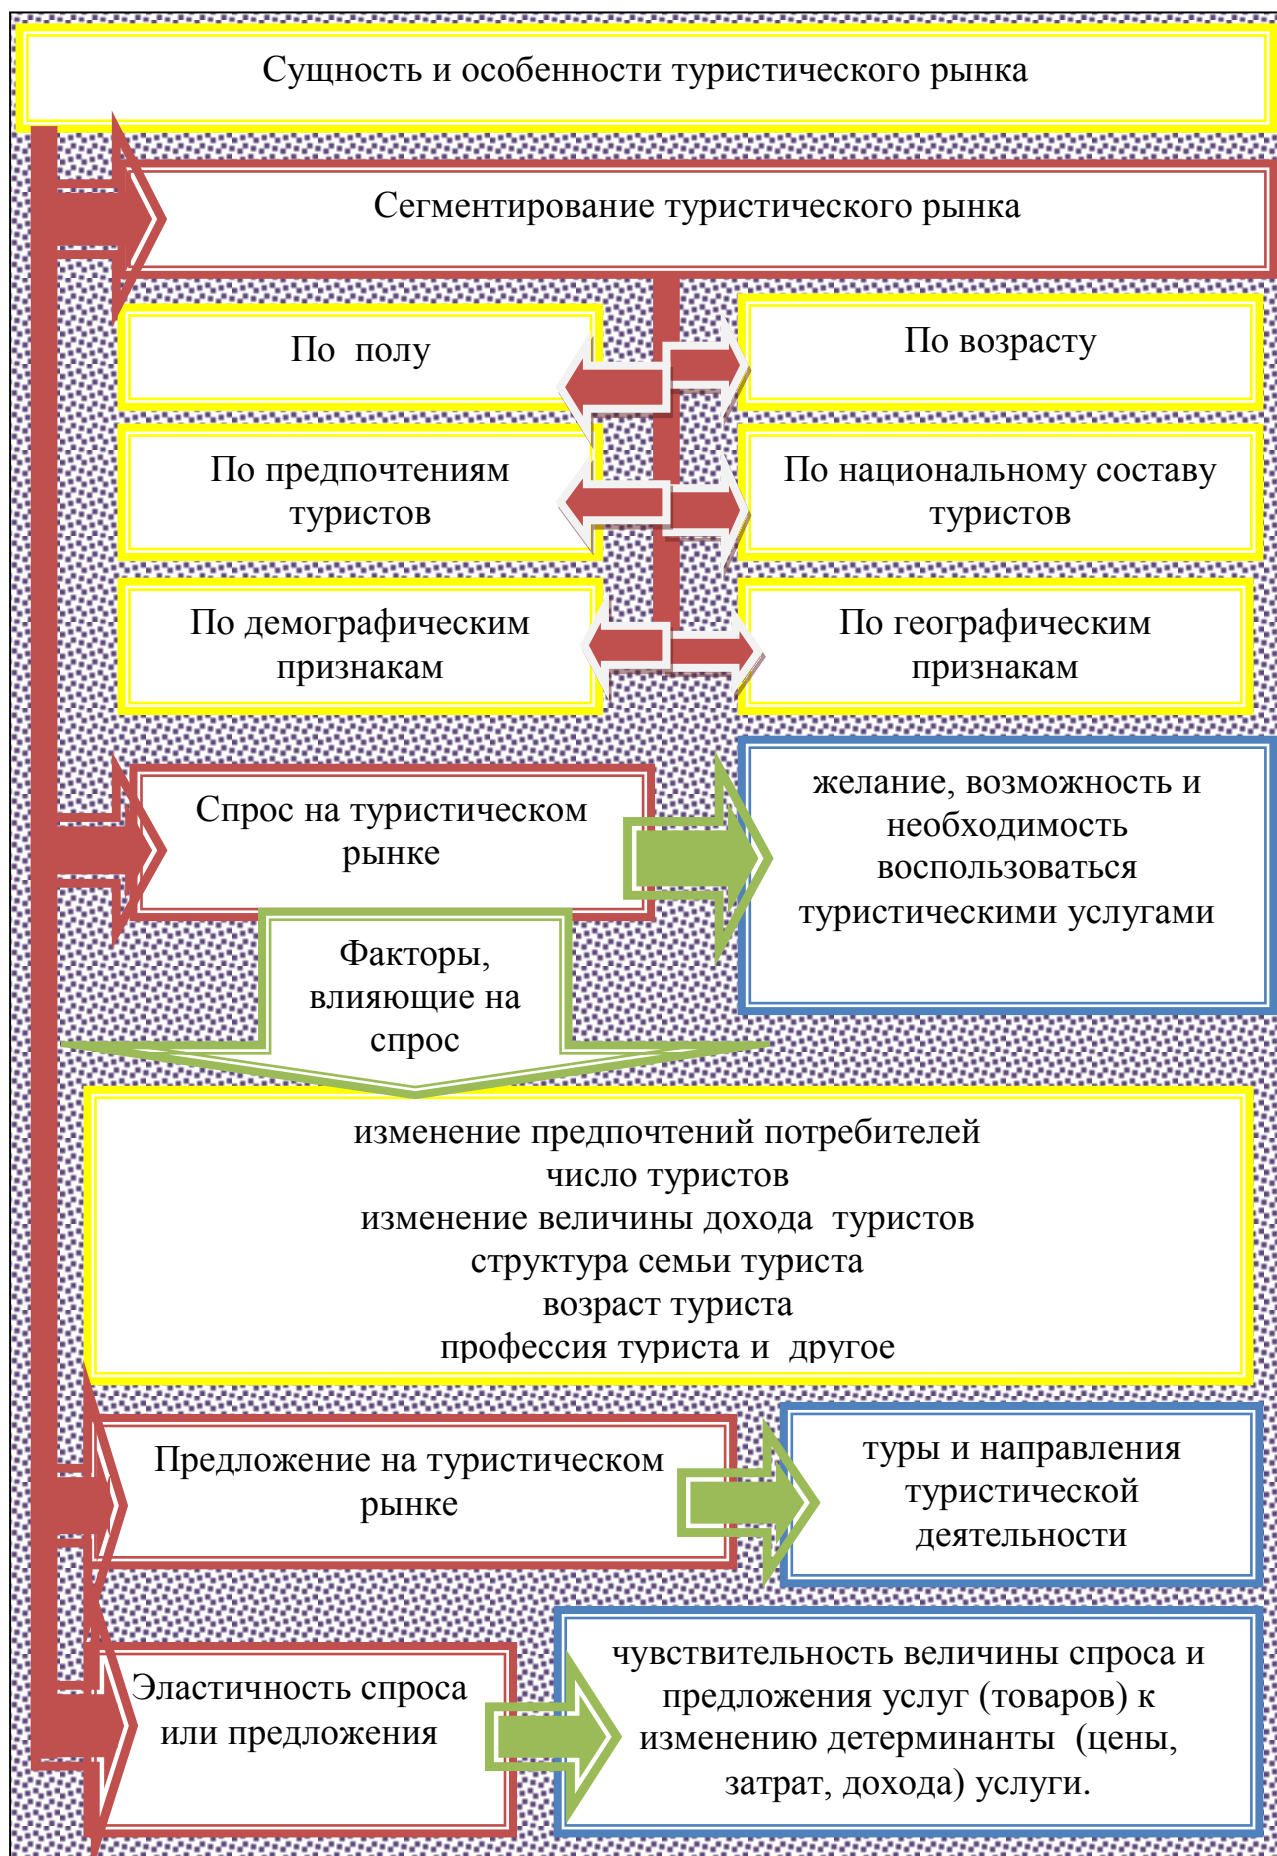 Сущность и особенности туристического рынка
Сегментирование туристического рынка
По  полу
По возрасту
По предпочтениям
туристов
По национальному составу
туристов
По демографическим
признакам
По географическим
признакам
Спрос на туристическом
рынке
желание, возможность и
необходимость
воспользоваться
туристическими услугами
Факторы,
влияющие на
спрос
изменение предпочтений потребителей
число туристов
изменение величины дохода  туристов
структура семьи туриста
возраст туриста
профессия туриста и  другое
Предложение на туристическом
рынке
туры и направления
туристической
деятельности
Эластичность спроса
или предложения
чувствительность величины спроса и
предложения услуг (товаров) к
изменению детерминанты  (цены,
затрат, дохода) услуги.